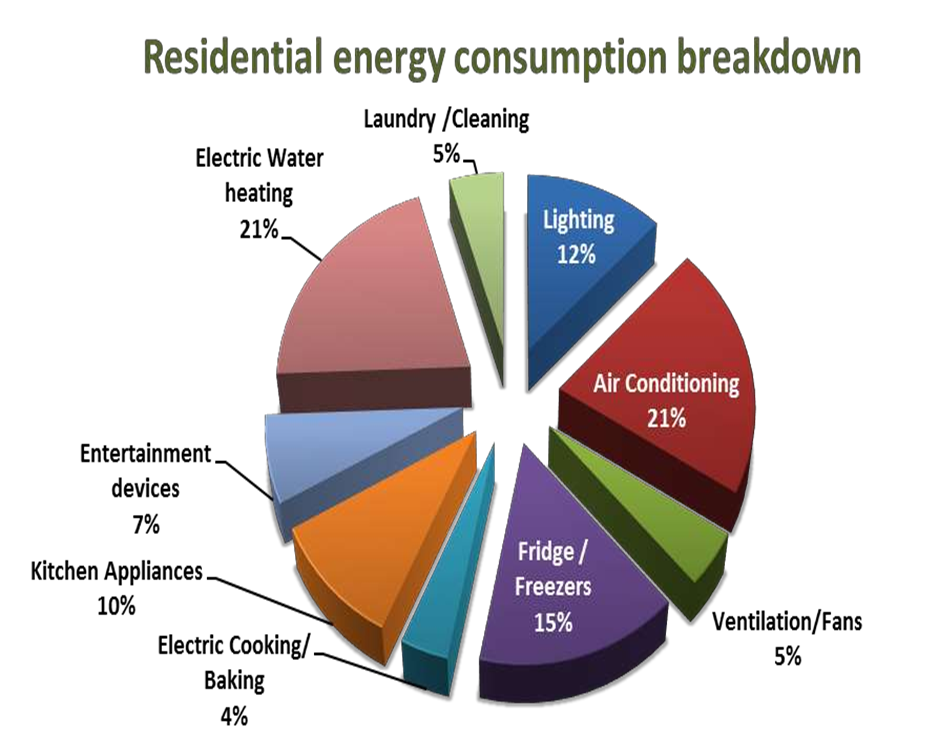 Residential energy consumption breakdown
Laundry /Cleaning
5%
Electric Water
heating
21%
Lighting
12%
Air Conditioning
21%
Entertainment
devices
7%
Fridge /
Freezers
15%
Kitchen Appliances
10%
Ventilation/Fans
5%
Electric Cooking/
Baking
4%